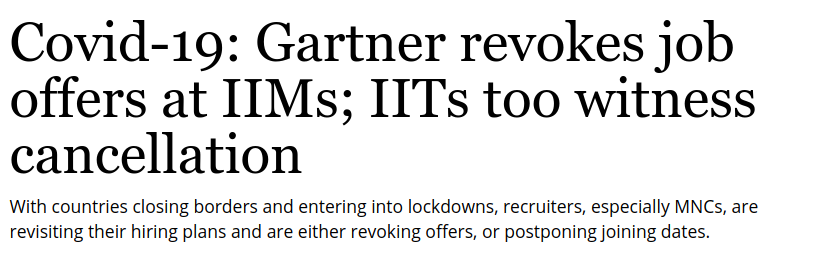 Covid-19: Gartner revokes job
offers at IIMs; IITs too witness
cancellation
With countries closing borders and entering into lockdowns, recruiters, especially MNCs, are
revisiting their hiring plans and are either revoking offers, or postponing joining dates.